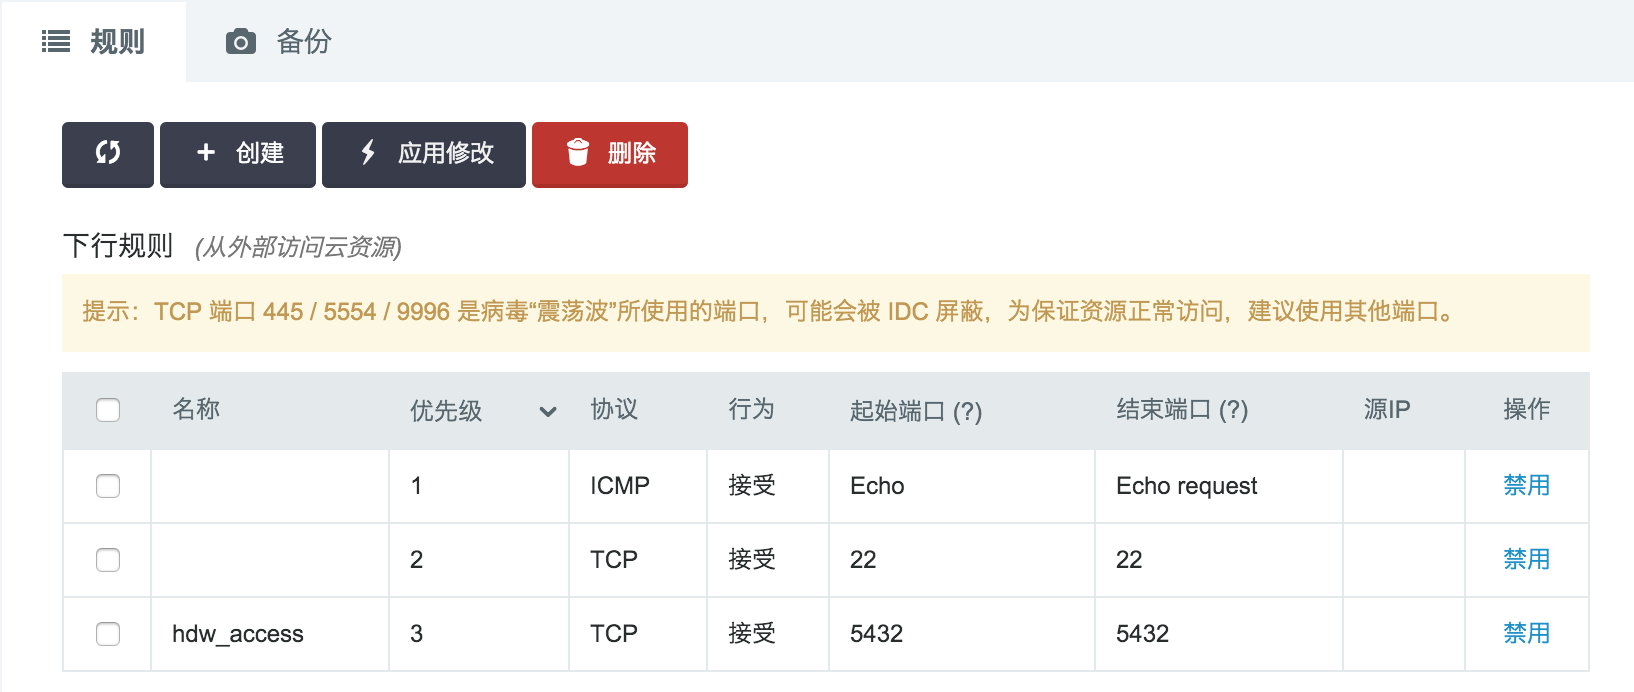 规则 备份
创建 应用修改 删除
下行规则 (从外部访问云资源)
提示：TCP 端口 445 / 5554 / 9996 是病毒“震荡波”所使用的端口，可能会被 IDC 屏蔽，为保证资源正常访问，建议使用其他端口。
名称 优先级 协议 行为 起始端口 (?) 结束端口 (?) 源IP 操作
1 ICMP 接受 Echo Echo request 禁用
2 TCP 接受 22 22 禁用
hdw_access 3 TCP 接受 5432 5432 禁用